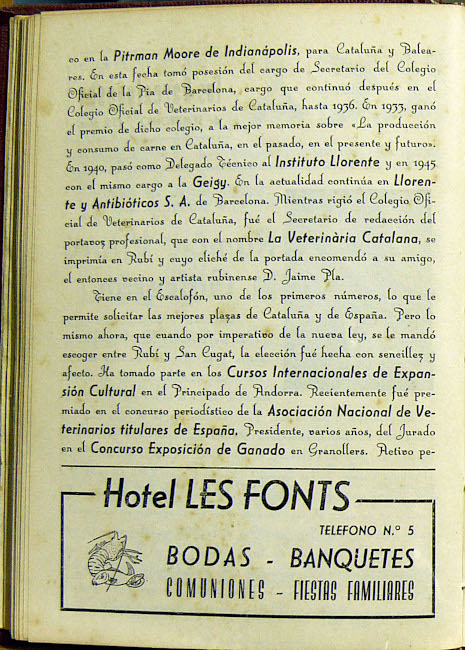 co en la Pitrman Moore de Indianápolis, para Cataluña y Balea-
res. En esta fecha tomó posesión del cargo de Secretario del Colegio
Oficial de la Pia de Barcelona, cargo que continuó después en el
Colegio Oficial de Veterinarios de Cataluña, hasta 1936. En 1933, ganó
el premio de dicho colegio, a la mejor memoria sobre «La producción
y consumo de carne en Cataluña, en el pasado, en el presente y futuro».
En 1940, pasó como Delegado Técnico al Instituto Llorente y en 1945
con el mismo cargo a la Geigy. En la actualidad continúa en Lloren-
te y Antibióticos S. A. de Barcelona. Mientras rigió el Colegio Ofi-
cial de Veterinarios de Cataluña, fué el Secretario de redacción del
portavoz profesional, que con el nombre La Veterinària Catalana, se
imprimía en Rubí y cuyo cliché de la portada encomendó a su amigo,
el entonces vecino y artista rubinense D. Jaime Pla.
Tiene en el Escalafón, uno de los primeros números, lo que le
permite solicitar las mejores plazas de Cataluña y de España. Pero lo
mismo ahora, que cuando por imperativo de la nueva ley, se le mandó
escoger entre Rubí y San Cugat, la elección fué hecha con sencillez y
afecto. Ha tomado parte en los Cursos Internacionales de Expan-
sión Cultural en el Principado de Andorra. Recientemente fué pre-
miado en el concurso periodístico de la Asociación Nacional de Ve-
terinarios titulares de España. Presidente, varios años, del Jurado
en el Concurso Exposición de Ganado en Granollers. Activo pe-
Hotel LES FONTS
TELEFONO N.º 5
BODAS - BANQUETES
COMUNIONES - FIESTAS FAMILIARES